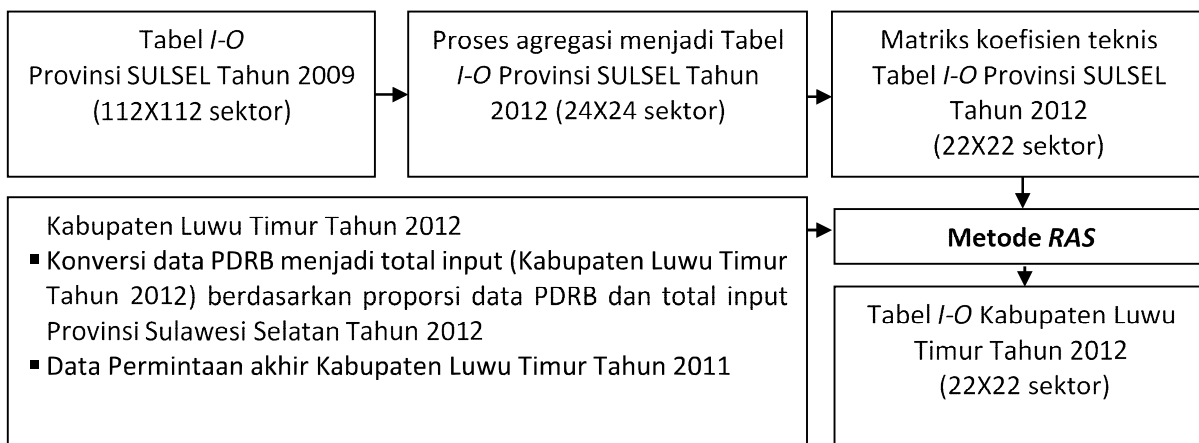 Tabel I-O
Provinsi SULSEL Tahun 2009
(112X112 sektor)
Proses agregasi menjadi Tabel
I-O Provinsi SULSEL Tahun
2012 (24X24 sektor)
Matriks koefisien teknis
Tabel I-O Provinsi SULSEL
Tahun 2012
(22X22 sektor)
Kabupaten Luwu Timur Tahun 2012
▪ Konversi data PDRB menjadi total input (Kabupaten Luwu Timur
Tahun 2012) berdasarkan proporsi data PDRB dan total input
Provinsi Sulawesi Selatan Tahun 2012
▪ Data Permintaan akhir Kabupaten Luwu Timur Tahun 2011
Metode RAS
Tabel I-O Kabupaten Luwu
Timur Tahun 2012
(22X22 sektor)